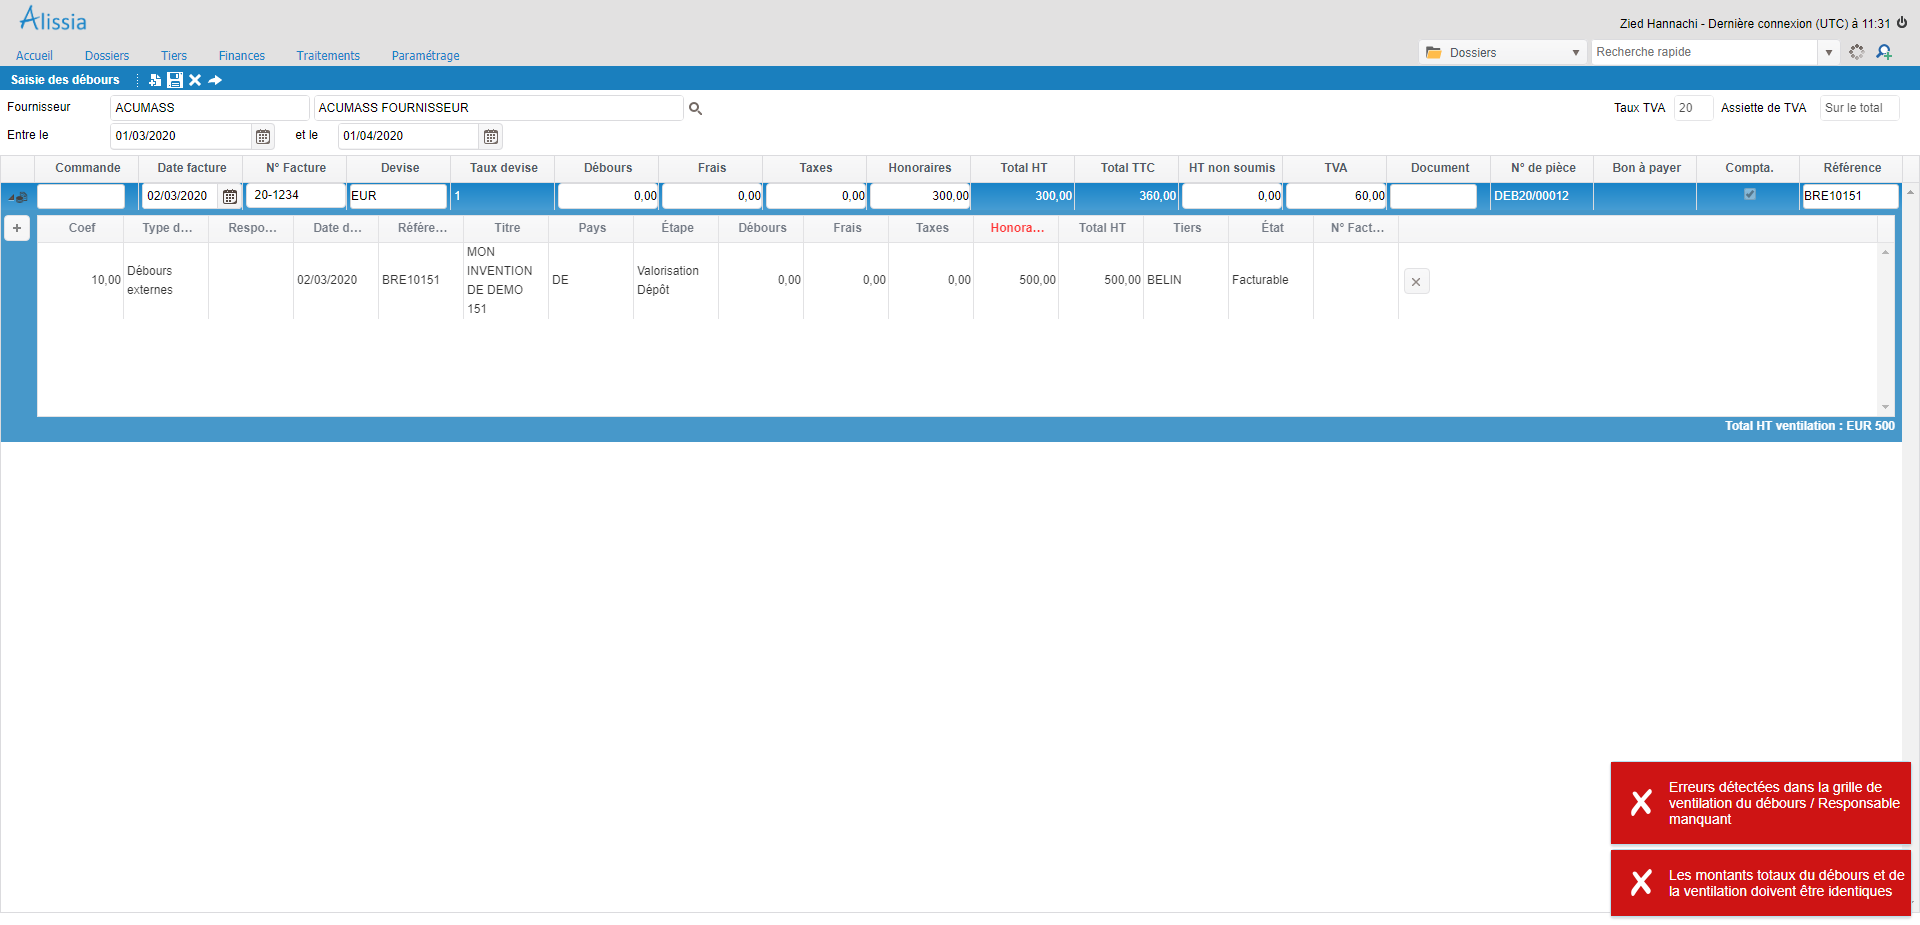 Alissia
Zied Hannachi - Dernière connexion (UTC) à 11:31
Accueil Dossiers Tiers Finances Traitements Paramétrage
Dossiers Recherche rapide
Saisie des débours
Fournisseur ACUMASS ACUMASS FOURNISSEUR Taux TVA 20 Assiette de TVA Sur le total
Entre le 01/03/2020 et le 01/04/2020
Commande Date facture N° Facture Devise Taux devise Débours Frais Taxes Honoraires Total HT Total TTC HT non soumis TVA Document N° de pièce Bon à payer Compta. Référence
02/03/2020 20-1234 EUR 1 0,00 0,00 0,00 300,00 300,00 360,00 0,00 60,00 DEB20/00012 BRE10151
+ Coef Type d... Respo... Date d... Référe... Titre Pays Étape Débours Frais Taxes Honora... Total HT Tiers État N° Fact...
10,00 Débours externes 02/03/2020 BRE10151 MON INVENTION DE DEMO 151 DE Valorisation Dépôt 0,00 0,00 0,00 500,00 500,00 BELIN Facturable
Total HT ventilation : EUR 500
Erreurs détectées dans la grille de
ventilation du débours / Responsable
manquant
Les montants totaux du débours et de
la ventilation doivent être identiques